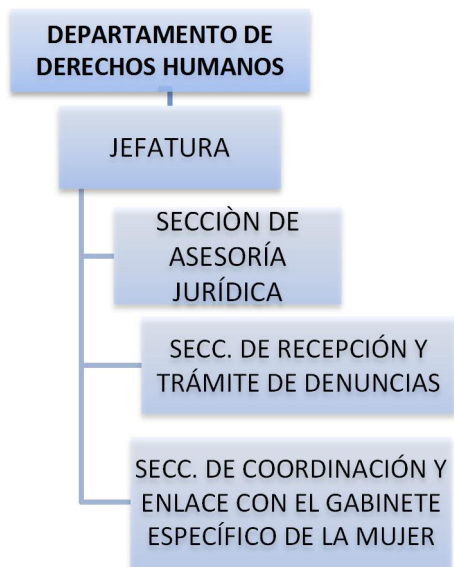 DEPARTAMENTO DE
DERECHOS HUMANOS
JEFATURA
SECCIÒN DE
ASESORÍA
JURÍDICA
SECC. DE RECEPCIÓN Y
TRÁMITE DE DENUNCIAS
SECC. DE COORDINACIÓN Y
ENLACE CON EL GABINETE
ESPECÍFICO DE LA MUJER